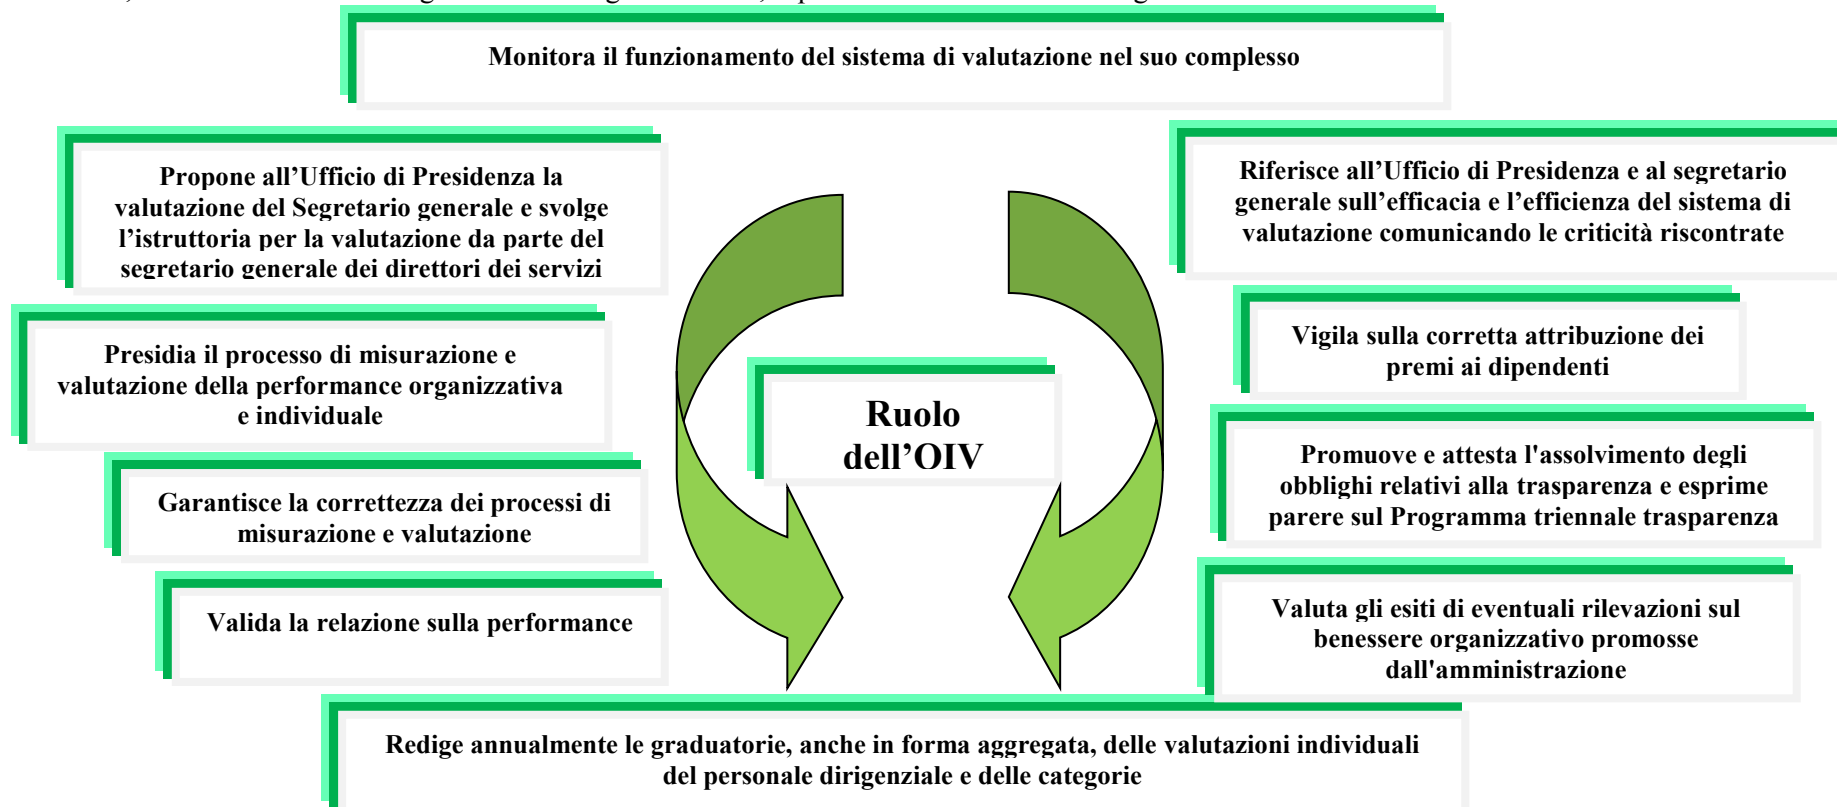 Monitora il funzionamento del sistema di valutazione nel suo complesso
Propone all’Ufficio di Presidenza la
valutazione del Segretario generale e svolge
l’istruttoria per la valutazione da parte del
segretario generale dei direttori dei servizi
Presidia il processo di misurazione e
valutazione della performance organizzativa
e individuale
Garantisce la correttezza dei processi di
misurazione e valutazione
Valida la relazione sulla performance
Ruolo
dell’OIV
Riferisce all’Ufficio di Presidenza e al segretario
generale sull’efficacia e l’efficienza del sistema di
valutazione comunicando le criticità riscontrate
Vigila sulla corretta attribuzione dei
premi ai dipendenti
Promuove e attesta l'assolvimento degli
obblighi relativi alla trasparenza e esprime
parere sul Programma triennale trasparenza
Valuta gli esiti di eventuali rilevazioni sul
benessere organizzativo promosse
dall'amministrazione
Redige annualmente le graduatorie, anche in forma aggregata, delle valutazioni individuali
del personale dirigenziale e delle categorie